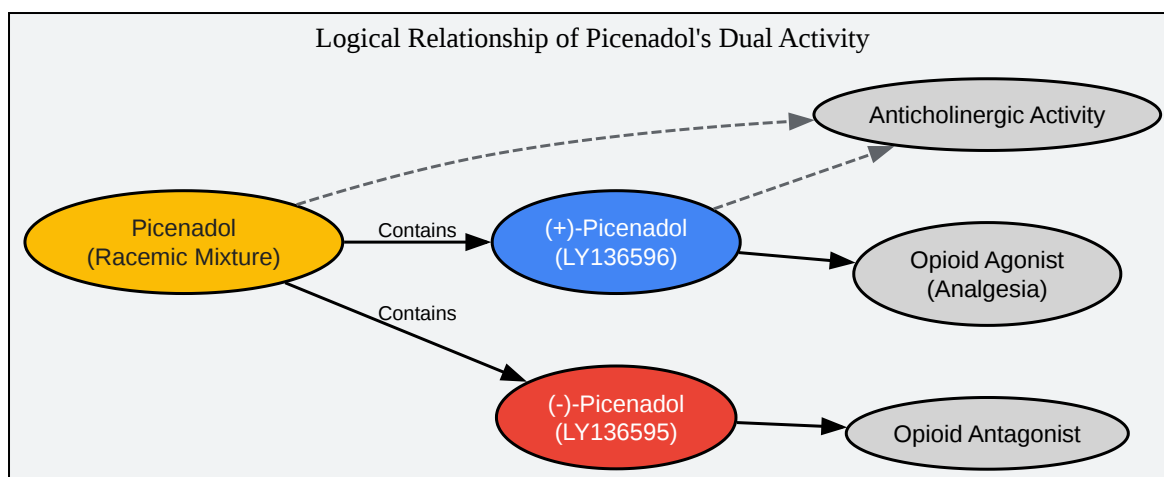 Logical Relationship of Picenadol's Dual Activity
Anticholinergic Activity
Picenadol
(Racemic Mixture)
Contains
(+)-Picenadol
(LY136596)
Opioid Agonist
(Analgesia)
Contains
(-)-Picenadol
(LY136595)
Opioid Antagonist